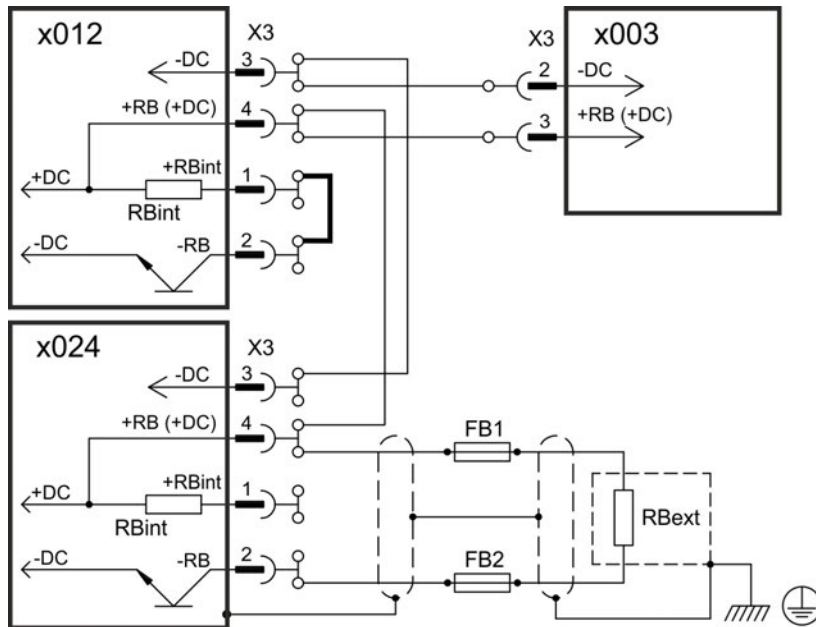 x012
X3
X3
x003
-DC
3
2
-DC
+RB (+DC)
4
3
+RB (+DC)
+DC
+RBint
1
RBint
-DC
-RB
2
x024
X3
-DC
3
+RB (+DC)
4
FB1
+DC
+RBint
1
RBint
RBext
-DC
-RB
2
FB2